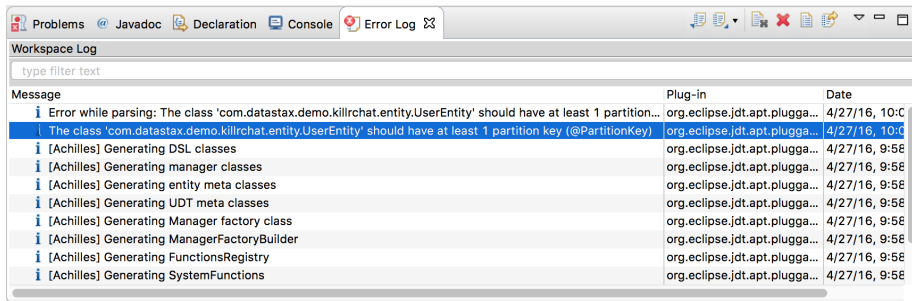 Problems @ Javadoc Declaration Console Error Log
Workspace Log
type filter text
Message Plug-in Date
Error while parsing: The class 'com.datastax.demo.killrchat.entity.UserEntity' should have at least 1 partition... org.eclipse.jdt.apt.plugga... 4/27/16, 10:0
The class 'com.datastax.demo.killrchat.entity.UserEntity' should have at least 1 partition key (@PartitionKey) org.eclipse.jdt.apt.plugga... 4/27/16, 10:0
[Achilles] Generating DSL classes org.eclipse.jdt.apt.plugga... 4/27/16, 9:58
[Achilles] Generating manager classes org.eclipse.jdt.apt.plugga... 4/27/16, 9:58
[Achilles] Generating entity meta classes org.eclipse.jdt.apt.plugga... 4/27/16, 9:58
[Achilles] Generating UDT meta classes org.eclipse.jdt.apt.plugga... 4/27/16, 9:58
[Achilles] Generating Manager factory class org.eclipse.jdt.apt.plugga... 4/27/16, 9:58
[Achilles] Generating ManagerFactoryBuilder org.eclipse.jdt.apt.plugga... 4/27/16, 9:58
[Achilles] Generating FunctionsRegistry org.eclipse.jdt.apt.plugga... 4/27/16, 9:58
[Achilles] Generating SystemFunctions org.eclipse.jdt.apt.plugga... 4/27/16, 9:58